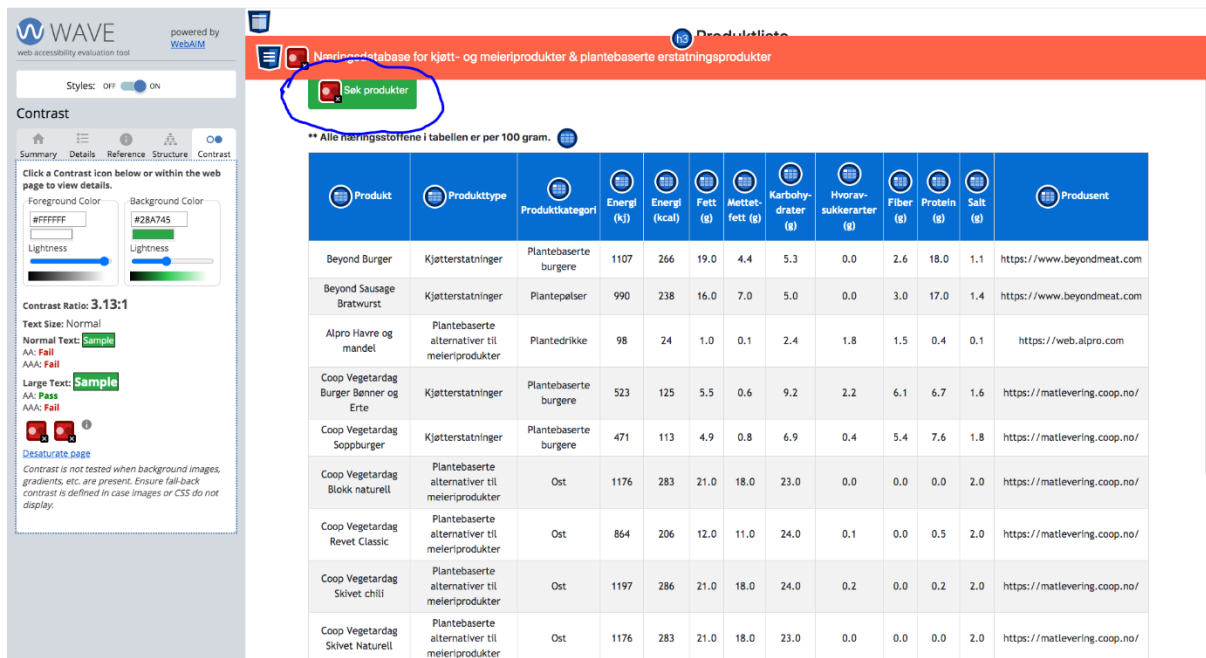 WAVE
web accessibility evaluation tool
powered by
WebAIM
Styles: OFF ON
Contrast
Summary Details Reference Structure Contrast
Click a Contrast icon below or within the web
page to view details.
Foreground Color Background Color
#FFFFFF #28A745
Lightness Lightness
Contrast Ratio: 3.13:1
Text Size: Normal
Normal Text: Sample
AA: Fail
AAA: Fail
Large Text: Sample
AA: Pass
AAA: Fail
Desaturate page
Contrast is not tested when background images,
gradients, etc. are present. Ensure fall-back
contrast is defined in case images or CSS do not
display.
h3 Produktliste
Næringsdatabase for kjøtt- og meieriprodukter & plantebaserte erstatningsprodukter
Søk produkter
** Alle næringsstoffene i tabellen er per 100 gram.
Produkt Produkttype Produktkategori Energi (kj) Energi (kcal) Fett (g) Mettet-fett (g) Karbohy-drater (g) Hvorav-sukkerarter (g) Fiber (g) Protein (g) Salt (g) Produsent
Beyond Burger Kjøtterstatninger Plantebaserte burgere 1107 266 19.0 4.4 5.3 0.0 2.6 18.0 1.1 https://www.beyondmeat.com
Beyond Sausage Bratwurst Kjøtterstatninger Plantepølser 990 238 16.0 7.0 5.0 0.0 3.0 17.0 1.4 https://www.beyondmeat.com
Alpro Havre og mandel Plantebaserte alternativer til meieriprodukter Plantedrikke 98 24 1.0 0.1 2.4 1.8 1.5 0.4 0.1 https://web.alpro.com
Coop Vegetardag Burger Bønner og Erte Kjøtterstatninger Plantebaserte burgere 523 125 5.5 0.6 9.2 2.2 6.1 6.7 1.6 https://matlevering.coop.no/
Coop Vegetardag Soppburger Kjøtterstatninger Plantebaserte burgere 471 113 4.9 0.8 6.9 0.4 5.4 7.6 1.8 https://matlevering.coop.no/
Coop Vegetardag Blokk naturell Plantebaserte alternativer til meieriprodukter Ost 1176 283 21.0 18.0 23.0 0.0 0.0 0.0 2.0 https://matlevering.coop.no/
Coop Vegetardag Revet Classic Plantebaserte alternativer til meieriprodukter Ost 864 206 12.0 11.0 24.0 0.1 0.0 0.5 2.0 https://matlevering.coop.no/
Coop Vegetardag Skivet chili Plantebaserte alternativer til meieriprodukter Ost 1197 286 21.0 18.0 24.0 0.2 0.0 0.2 2.0 https://matlevering.coop.no/
Coop Vegetardag Skivet Naturell Plantebaserte alternativer til meieriprodukter Ost 1176 283 21.0 18.0 23.0 0.0 0.0 0.0 2.0 https://matlevering.coop.no/